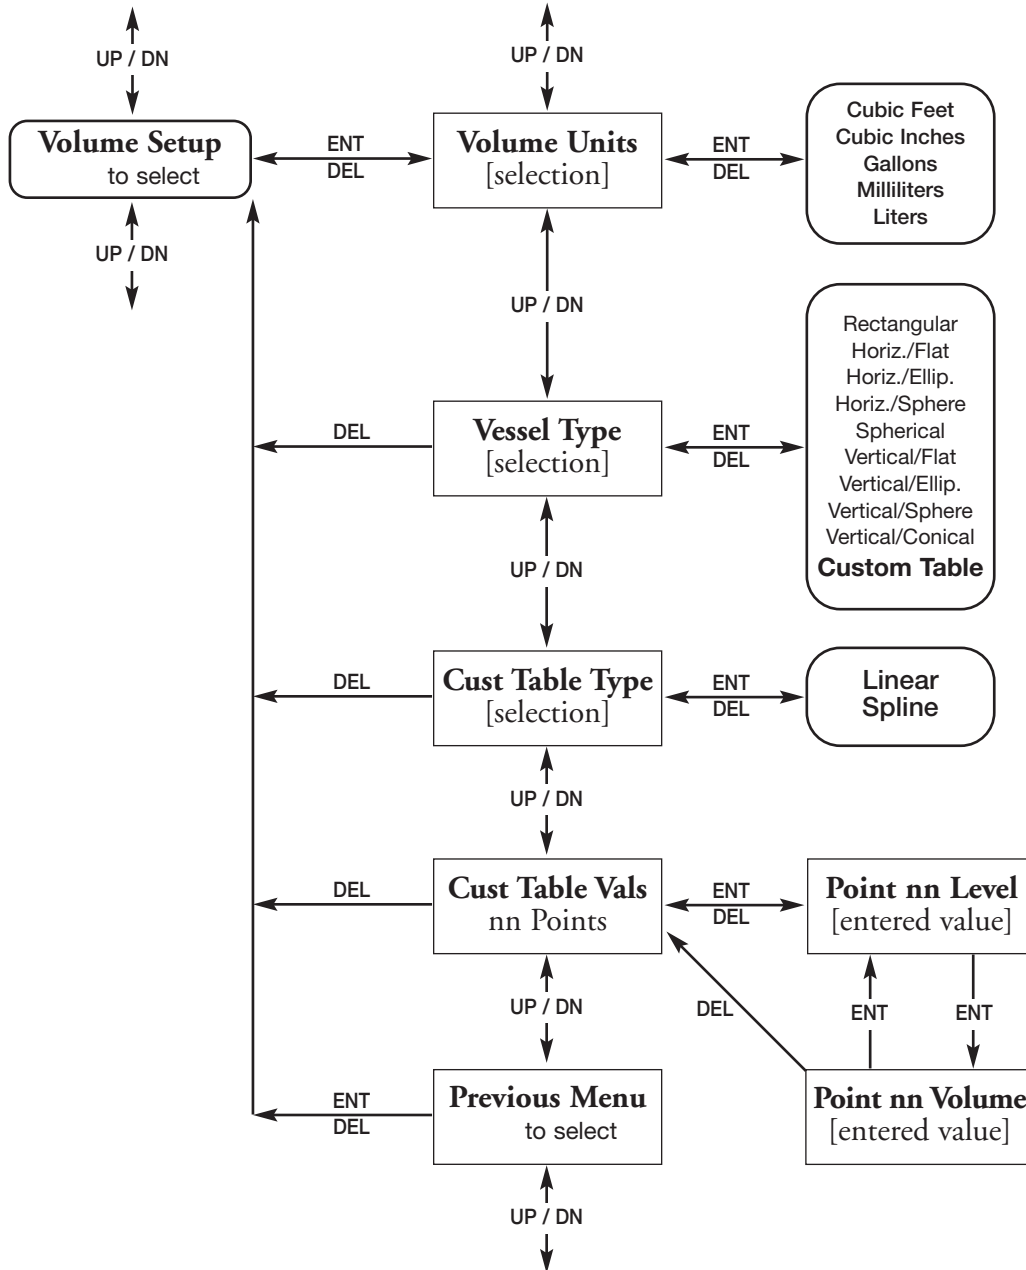 UP / DN
UP / DN
Volume Setup
to select
ENT
DEL
Volume Units
[selection]
ENT
DEL
Cubic Feet
Cubic Inches
Gallons
Milliliters
Liters
UP / DN
UP / DN
Rectangular
Horiz./Flat
Horiz./Ellip.
Horiz./Sphere
Spherical
Vertical/Flat
Vertical/Ellip.
Vertical/Sphere
Vertical/Conical
Custom Table
DEL
Vessel Type
[selection]
ENT
DEL
UP / DN
DEL
Cust Table Type
[selection]
ENT
DEL
Linear
Spline
UP / DN
DEL
Cust Table Vals
nn Points
ENT
DEL
Point nn Level
[entered value]
UP / DN
DEL
ENT
ENT
ENT
DEL
Previous Menu
to select
Point nn Volume
[entered value]
UP / DN